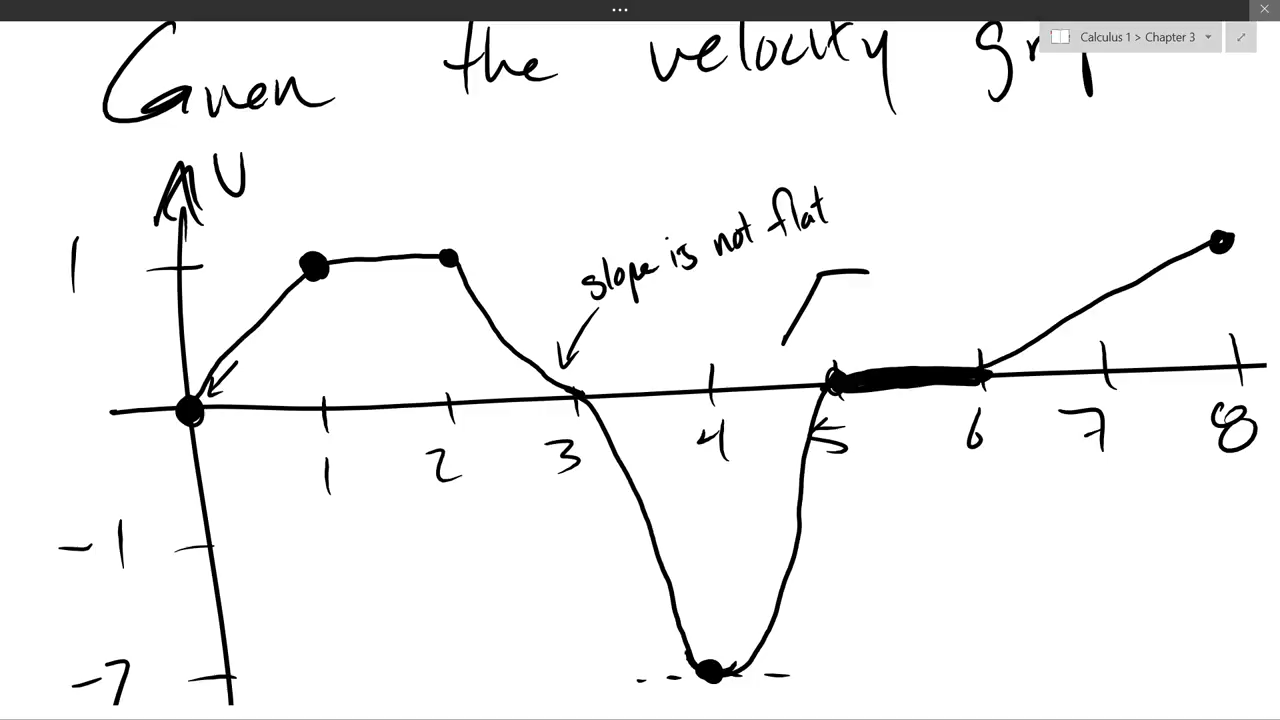 Calculus 1 > Chapter 3
Given the velocity
v
slope is not flat
1
1 2 3 4 5 6 7 8
-1
-7